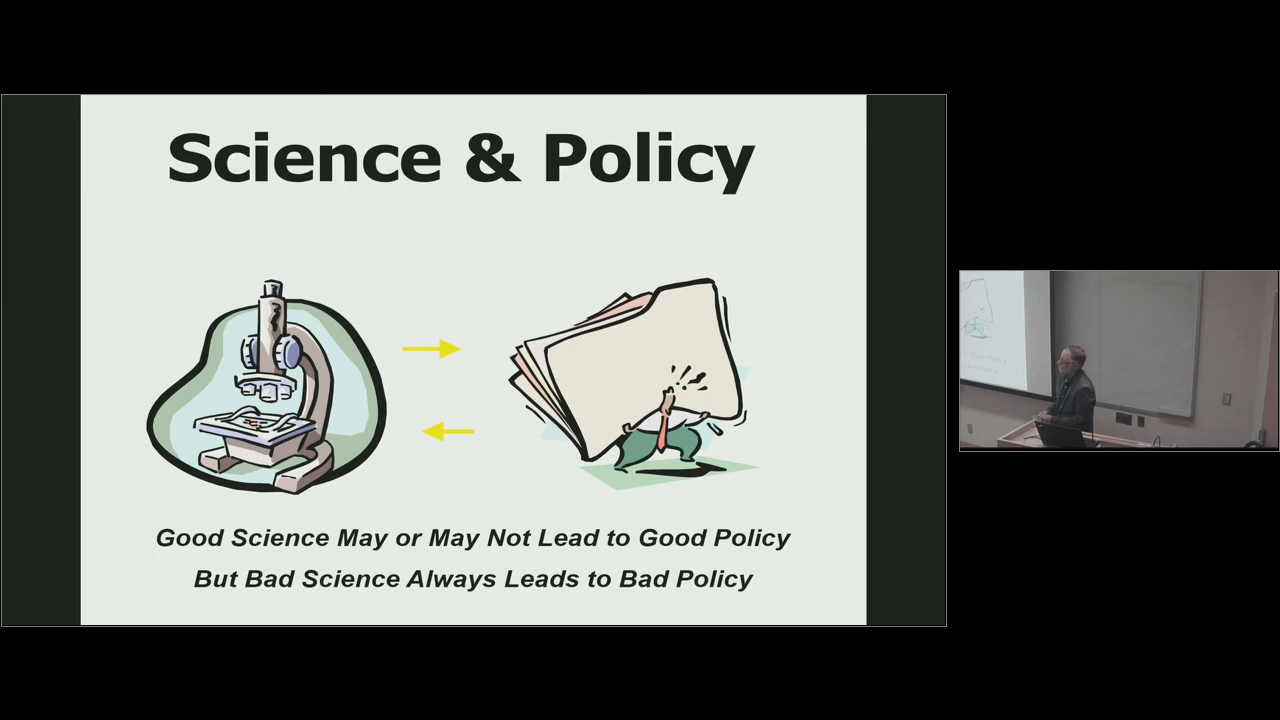 Science & Policy
Good Science May or May Not Lead to Good Policy
But Bad Science Always Leads to Bad Policy